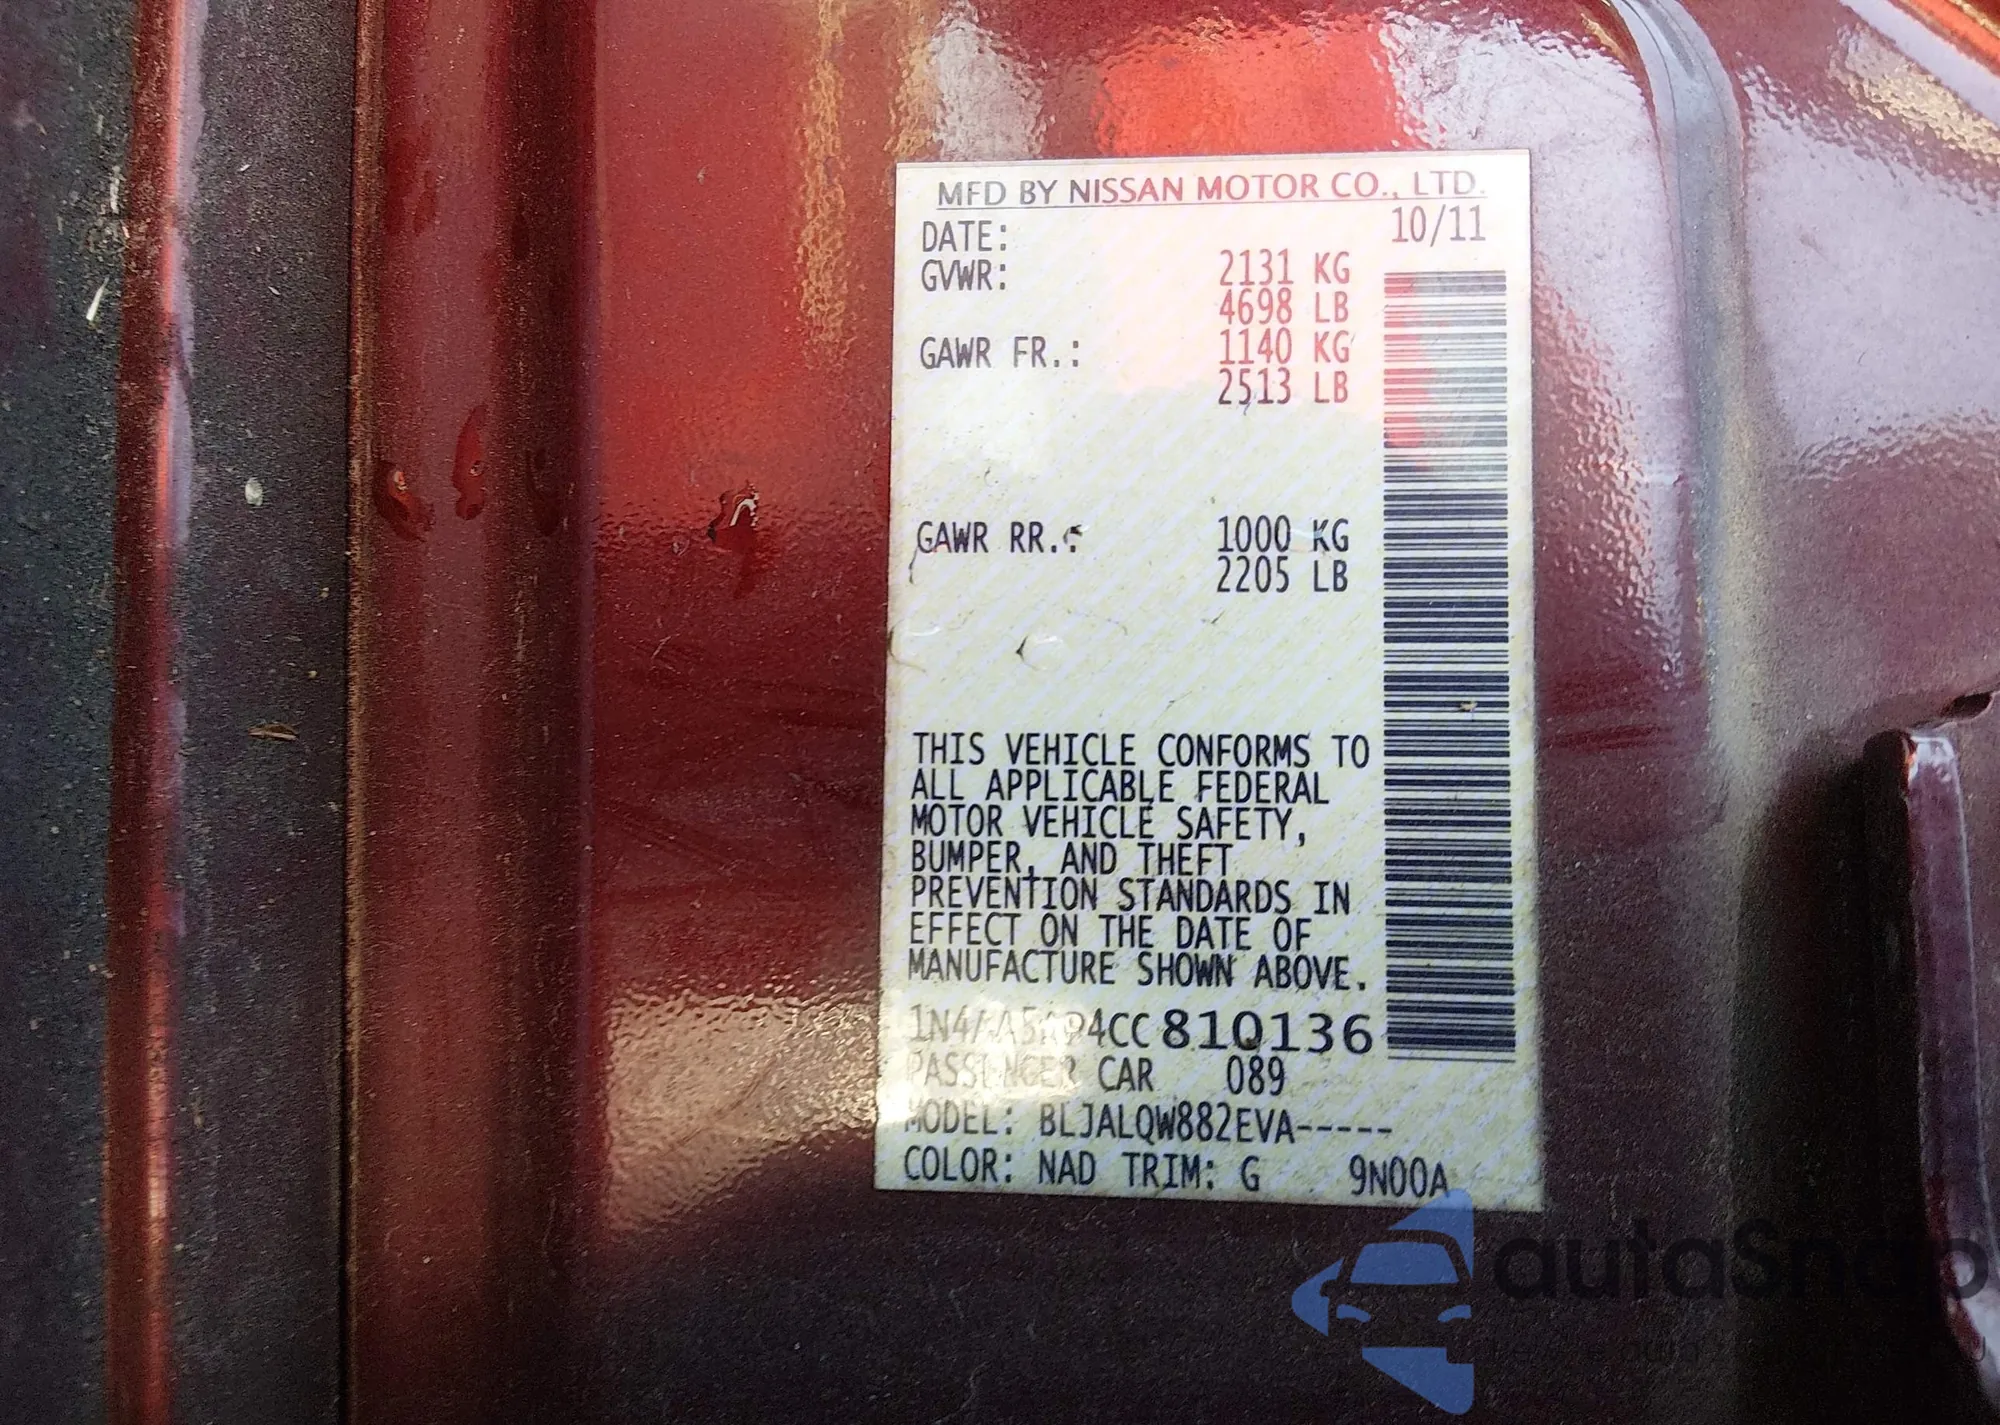 MFD BY NISSAN MOTOR CO., LTD.
DATE: 10/11
GVWR: 2131 KG
4698 LB
GAWR FR.: 1140 KG
2513 LB
GAWR RR.: 1000 KG
2205 LB
THIS VEHICLE CONFORMS TO
ALL APPLICABLE FEDERAL
MOTOR VEHICLE SAFETY,
BUMPER, AND THEFT
PREVENTION STANDARDS IN
EFFECT ON THE DATE OF
MANUFACTURE SHOWN ABOVE.
1N4AA5AP4CC810136
PASSENGER CAR 089
MODEL: BLJALQW882EVA-----
COLOR: NAD TRIM: G 9N00A
autaSnap